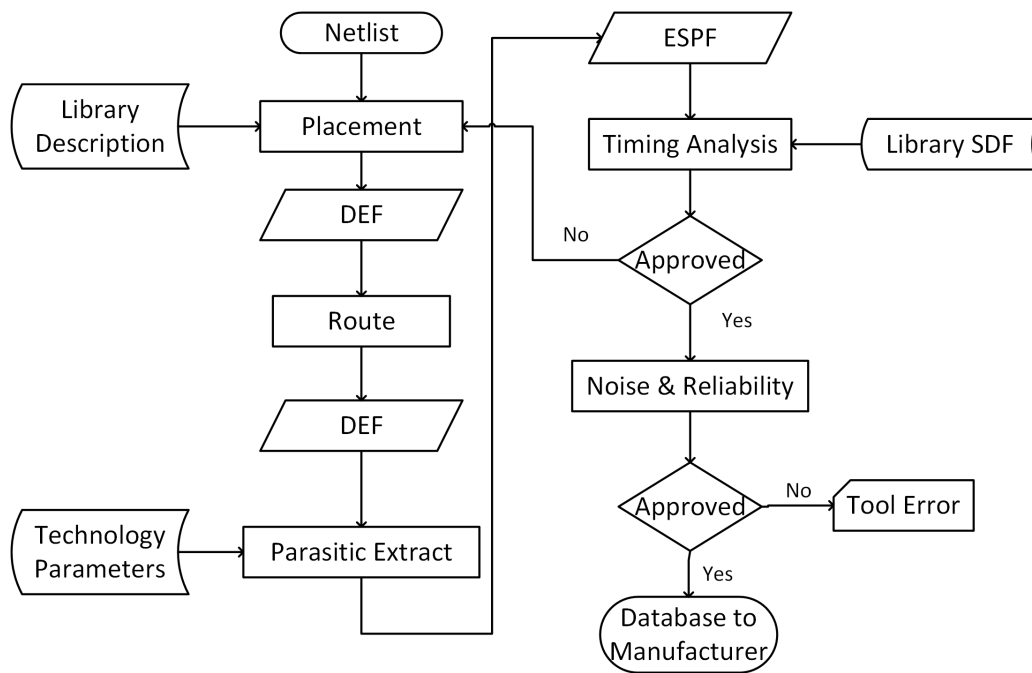 Netlist
Library
Description
Placement
DEF
Route
DEF
Technology
Parameters
Parasitic Extract
ESPF
Timing Analysis
Library SDF
Approved
No
Yes
Noise & Reliability
Approved
No
Tool Error
Yes
Database to
Manufacturer